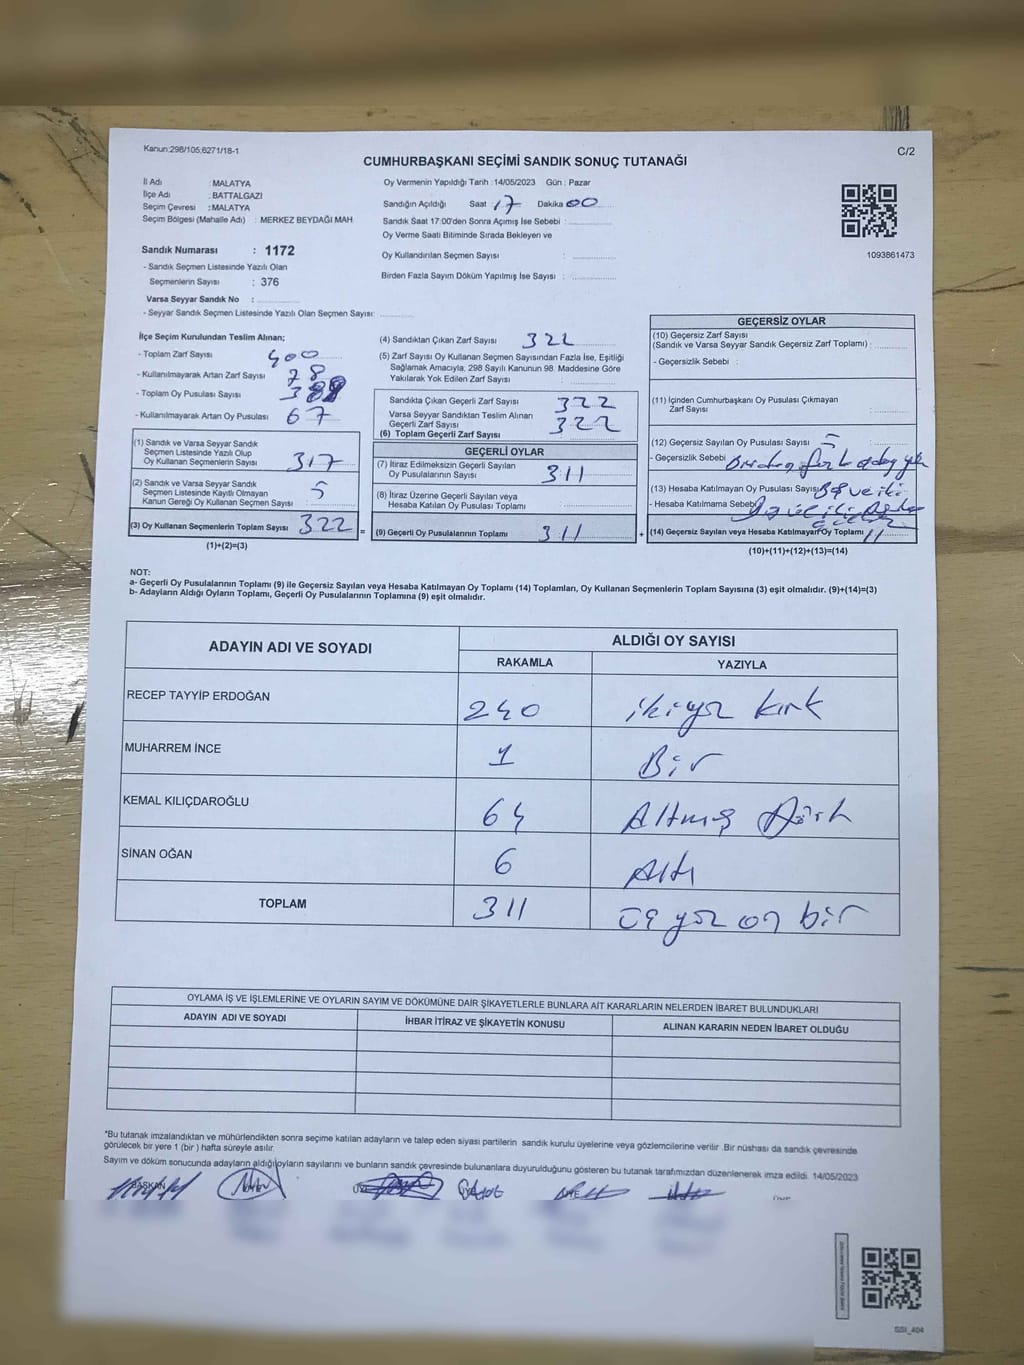 Kanun:298/105;6271/18-1
C/2
CUMHURBAŞKANI SEÇİMİ SANDIK SONUÇ TUTANAĞI
İl Adı : MALATYA
İlçe Adı : BATTALGAZI
Seçim Çevresi : MALATYA
Seçim Bölgesi (Mahalle Adı) : MERKEZ BEYDAĞI MAH.
Sandık Numarası : 1172
- Sandık Seçmen Listesinde Yazılı Olan
Seçmenlerin Sayısı : 376
Varsa Seyyar Sandık No :
- Seyyar Sandık Seçmen Listesinde Yazılı Olan Seçmen Sayısı:
Oy Vermenin Yapıldığı Tarih :14/05/2023 Gün : Pazar
Sandığın Açıldığı Saat : 17 Dakika 00
Sandık Saat 17:00'den Sonra Açımış İse Sebebi :
Oy Verme Saati Bitiminde Sırada Bekleyen ve
Oy Kullandırılan Seçmen Sayısı :
Birden Fazla Sayım Döküm Yapılmış İse Sayısı :
1093861473
İlçe Seçim Kurulundan Teslim Alınan;
- Toplam Zarf Sayısı 400
- Kullanılmayarak Artan Zarf Sayısı 78
- Toplam Oy Pusulası Sayısı
- Kullanılmayarak Artan Oy Pusulası 67
(1) Sandık ve Varsa Seyyar Sandık
Seçmen Listesinde Yazılı Olup
Oy Kullanan Seçmenlerin Sayısı 317
(2) Sandık ve Varsa Seyyar Sandık
Seçmen Listesinde Kayıtlı Olmayan
Kanun Gereği Oy Kullanan Seçmen Sayısı : 5
(3) Oy Kullanan Seçmenlerin Toplam Sayısı 322 =
(1)+(2)=(3)
(4) Sandıktan Çıkan Zarf Sayısı 322
(5) Zarf Sayısı Oy Kullanan Seçmen Sayısından Fazla İse, Eşitliği
Sağlamak Amacıyla, 298 Sayılı Kanunun 98. Maddesine Göre
Yakılarak Yok Edilen Zarf Sayısı :
Sandıkta Çıkan Geçerli Zarf Sayısı 322
Varsa Seyyar Sandıktan Teslim Alınan
Geçerli Zarf Sayısı 322
(6) Toplam Geçerli Zarf Sayısı
GEÇERLİ OYLAR
(7) İtiraz Edilmeksizin Geçerli Sayılan
Oy Pusulalarının Sayısı 311
(8) İtiraz Üzerine Geçerli Sayılan veya
Hesaba Katılan Oy Pusulası Toplamı
(9) Geçerli Oy Pusulalarının Toplamı 311 +
GEÇERSİZ OYLAR
(10) Geçersiz Zarf Sayısı
(Sandık ve Varsa Seyyar Sandık Geçersiz Zarf Toplamı) :
- Geçersizlik Sebebi :
(11) İçinden Cumhurbaşkanı Oy Pusulası Çıkmayan
Zarf Sayısı :
(12) Geçersiz Sayılan Oy Pusulası Sayısı : 5
- Geçersizlik Sebebi
(13) Hesaba Katılmayan Oy Pusulası Sayısı
- Hesaba Katılmama Sebebi
(14) Geçersiz Sayılan veya Hesaba Katılmayan Oy Toplamı 11
(10)+(11)+(12)+(13)=(14)
NOT:
a- Geçerli Oy Pusulalarının Toplamı (9) ile Geçersiz Sayılan veya Hesaba Katılmayan Oy Toplamı (14) Toplamları, Oy Kullanan Seçmenlerin Toplam Sayısına (3) eşit olmalıdır. (9)+(14)=(3)
b- Adayların Aldığı Oyların Toplamı, Geçerli Oy Pusulalarının Toplamına (9) eşit olmalıdır.
ADAYIN ADI VE SOYADI
ALDIĞI OY SAYISI
RAKAMLA YAZIYLA
RECEP TAYYİP ERDOĞAN 240 ikiyüz kırk
MUHARREM İNCE 1 Bir
KEMAL KILIÇDAROĞLU 64 Altmış Dört
SİNAN OĞAN 6 Altı
TOPLAM 311 üç yüz on bir
OYLAMA İŞ VE İŞLEMLERİNE VE OYLARIN SAYIM VE DÖKÜMÜNE DAİR ŞİKAYETLERLE BUNLARA AİT KARARLARIN NELERDEN İBARET BULUNDUKLARI
ADAYIN ADI VE SOYADI İHBAR İTİRAZ VE ŞİKAYETİN KONUSU ALINAN KARARIN NEDEN İBARET OLDUĞU
*Bu tutanak imzalandıktan ve mühürlendikten sonra seçime katılan adayların ve talep eden siyasi partilerin sandık kurulu üyelerine veya gözlemcilerine verilir .Bir nüshası da sandık çevresinde
görülecek bir yere 1 (bir ) hafta süreyle asılır.
Sayım ve döküm sonucunda adayların aldığı oyların sayılarını ve bunların sandık çevresinde bulunanlara duyurulduğunu gösteren bu tutanak tarafımızdan düzenlenerek imza edildi. 14/05/2023
BAŞKAN
SSI_404